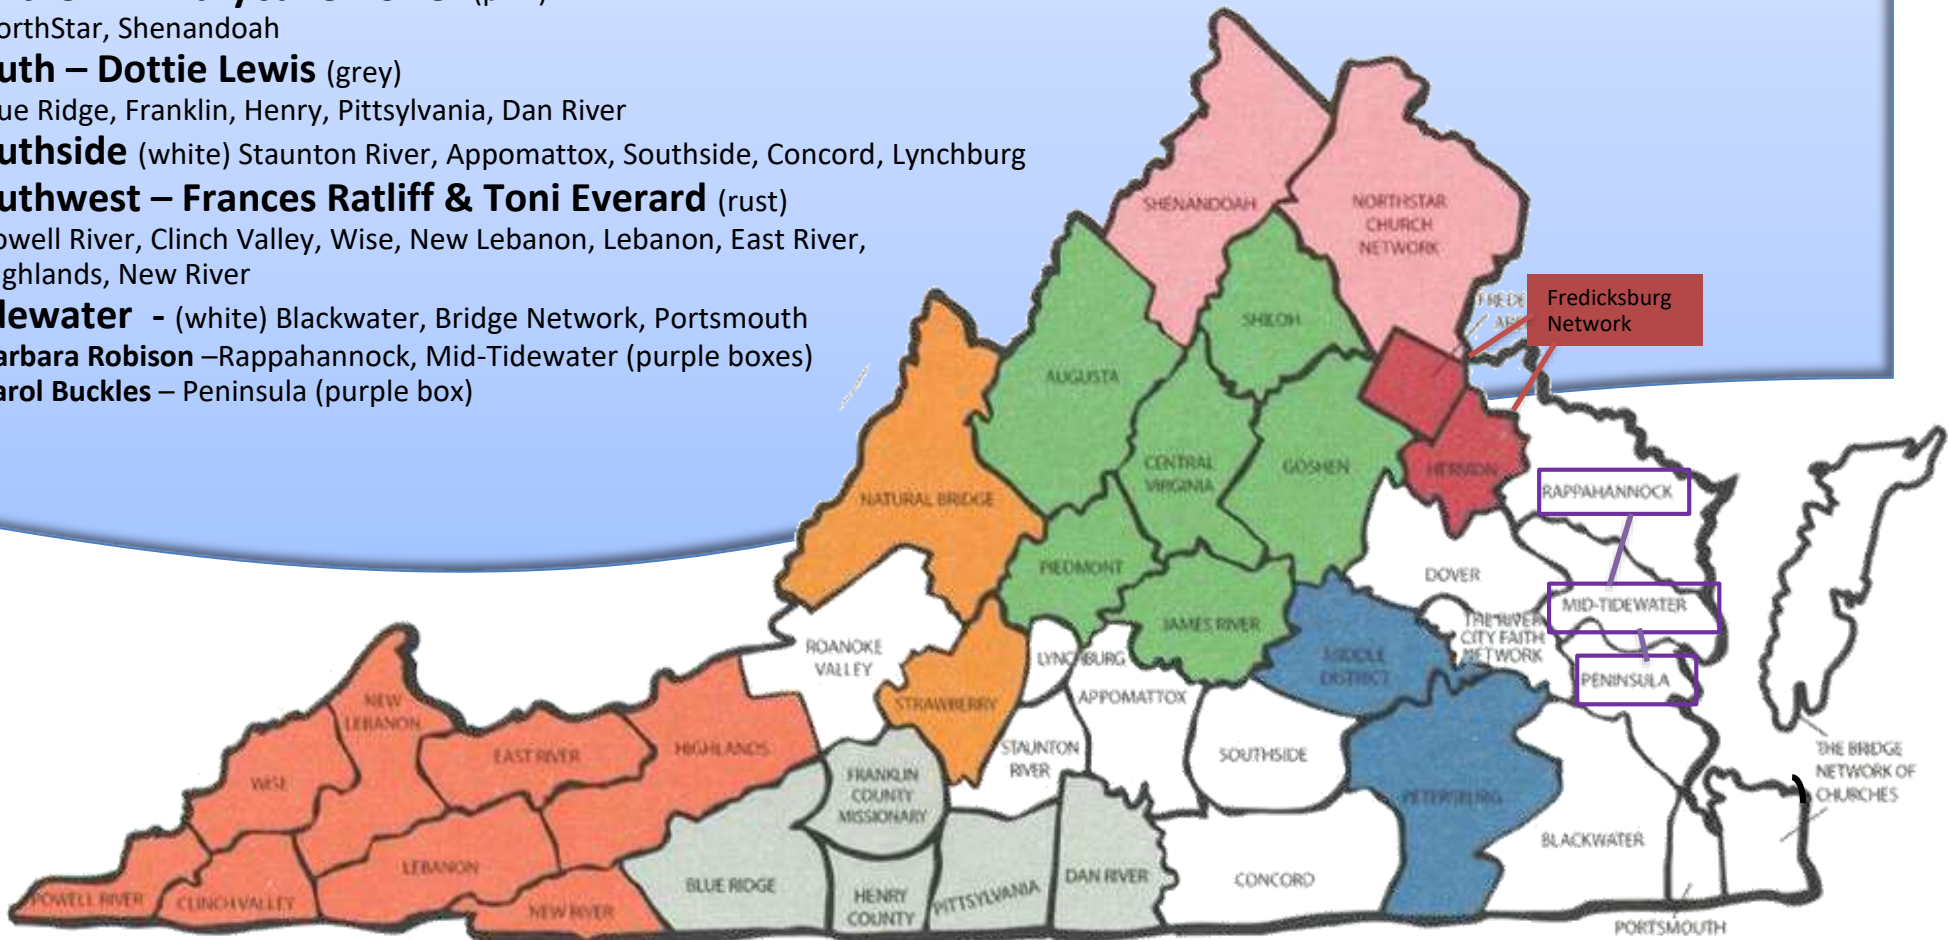 orthStar, Shenandoah
uth – Dottie Lewis (grey)
ue Ridge, Franklin, Henry, Pittsylvania, Dan River
uthside (white) Staunton River, Appomattox, Southside, Concord, Lynchburg
uthwest – Frances Ratliff & Toni Everard (rust)
owell River, Clinch Valley, Wise, New Lebanon, Lebanon, East River,
ghlands, New River
dewater - (white) Blackwater, Bridge Network, Portsmouth
arbara Robison –Rappahannock, Mid-Tidewater (purple boxes)
arol Buckles – Peninsula (purple box)
SHENANDOAH
NORTHSTAR
CHURCH
NETWORK
Fredicksburg
Network
SHILOH
AUGUSTA
CENTRAL
VIRGINIA
GOSHEN
HERMON
NATURAL BRIDGE
RAPPAHANNOCK
PIEDMONT
DOVER
MID-TIDEWATER
JAMES RIVER
THE RIVER
CITY FAITH
NETWORK
ROANOKE
VALLEY
LYNCHBURG
MIDDLE
DISTRICT
PENINSULA
STRAWBERRY
APPOMATTOX
NEW
LEBANON
EAST RIVER
HIGHLANDS
STAUNTON
RIVER
SOUTHSIDE
THE BRIDGE
NETWORK OF
CHURCHES
WISE
FRANKLIN
COUNTY
MISSIONARY
PETERSBURG
BLACKWATER
LEBANON
BLUE RIDGE
HENRY
COUNTY
PITTSYLVANIA
DAN RIVER
CONCORD
POWELL RIVER
CLINCH VALLEY
NEW RIVER
PORTSMOUTH